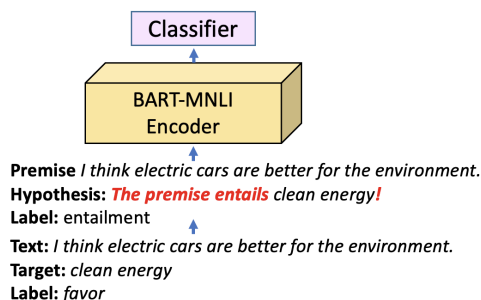 Classifier
BART-MNLI
Encoder
Premise I think electric cars are better for the environment.
Hypothesis: The premise entails clean energy!
Label: entailment
Text: I think electric cars are better for the environment.
Target: clean energy
Label: favor